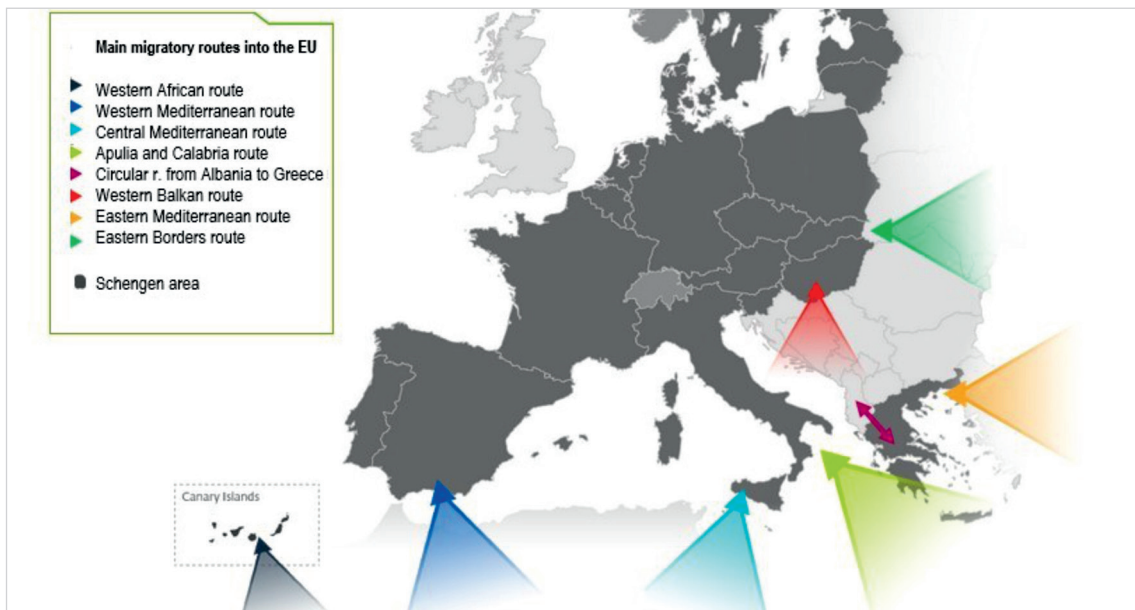 Main migratory routes into the EU
Western African route
Western Mediterranean route
Central Mediterranean route
Apulia and Calabria route
Circular r. from Albania to Greece
Western Balkan route
Eastern Mediterranean route
Eastern Borders route
Schengen area
Canary Islands